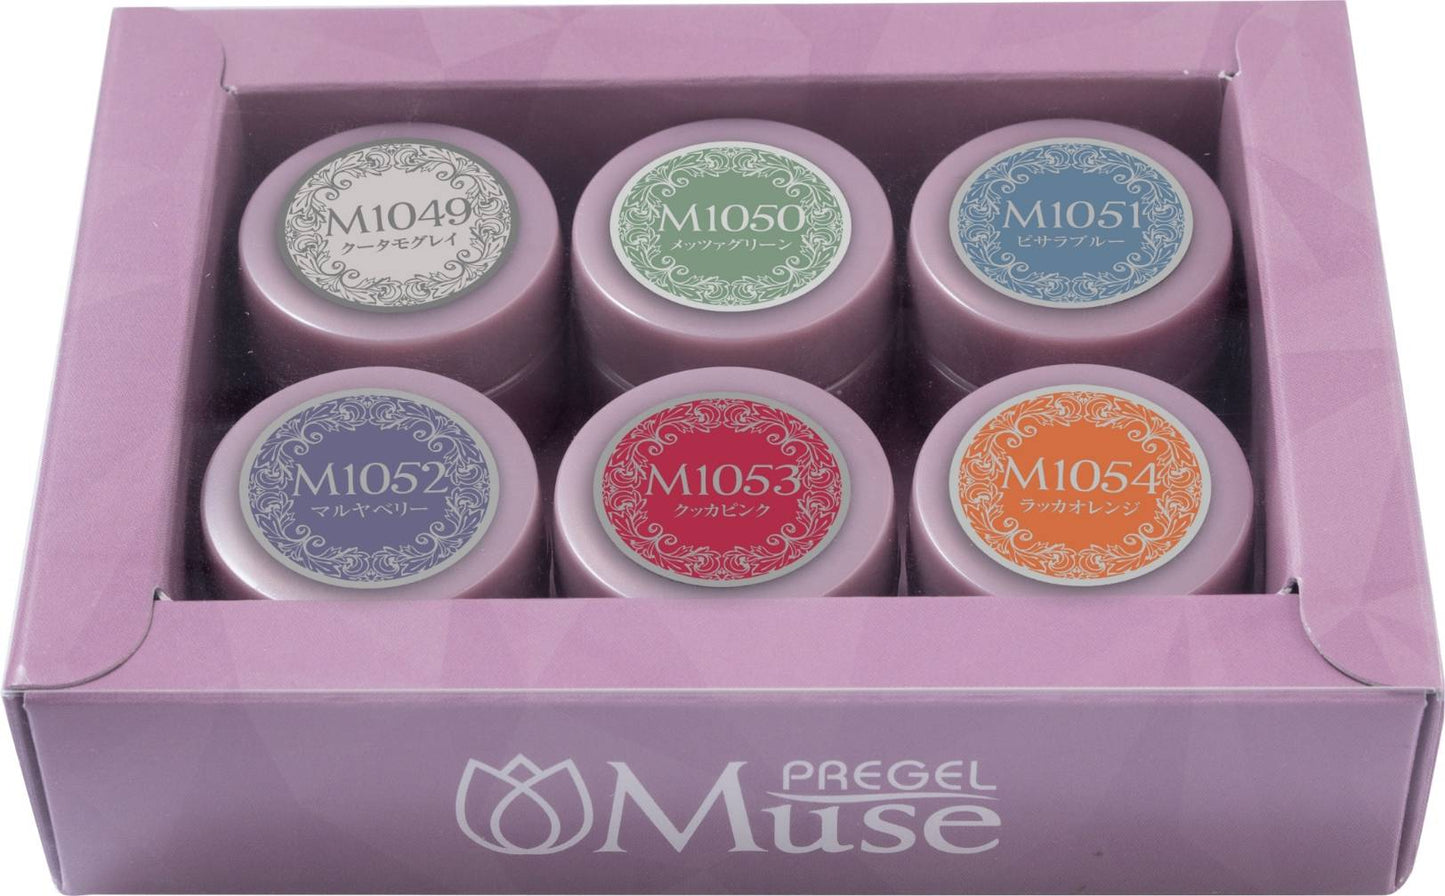 M1049
クータモグレイ
M1050
メッツァグリーン
M1051
ピサラブルー
M1052
マルヤベリー
M1053
クッカピンク
M1054
ラッカオレンジ
PREGEL
Muse